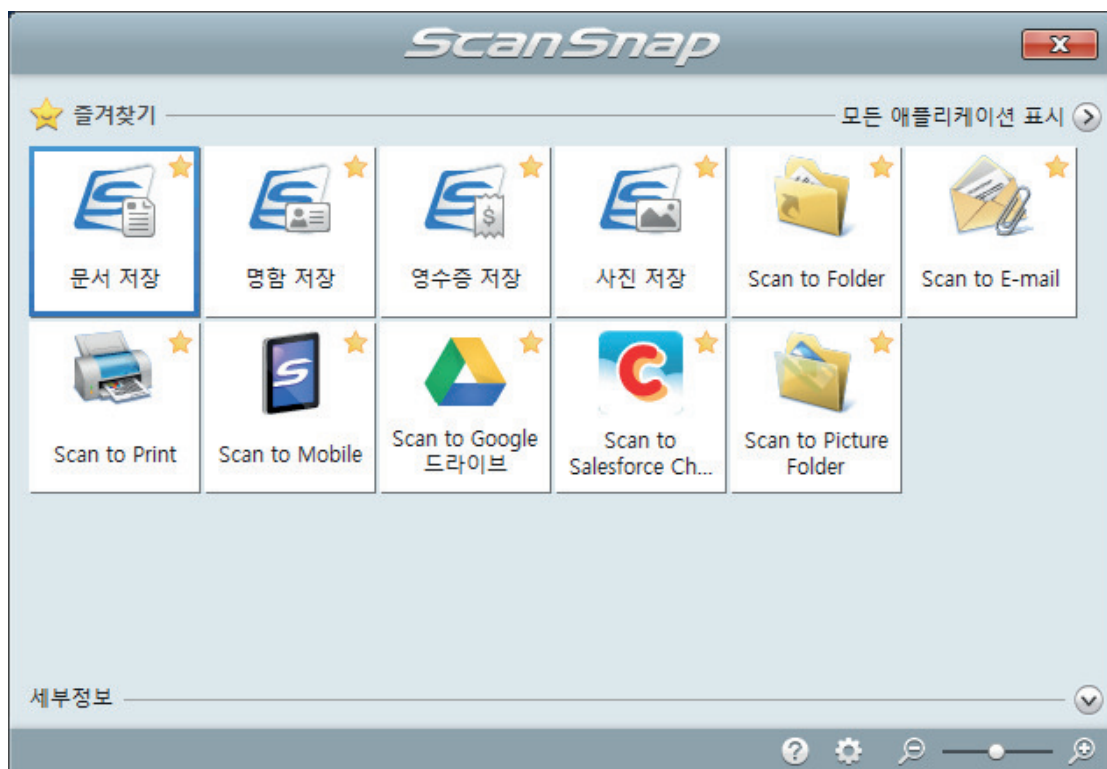 ScanSnap
즐겨찾기
모든 애플리케이션 표시
문서 저장
명함 저장
영수증 저장
사진 저장
Scan to Folder
Scan to E-mail
Scan to Print
Scan to Mobile
Scan to Google
드라이브
Scan to
Salesforce Ch...
Scan to Picture
Folder
세부정보